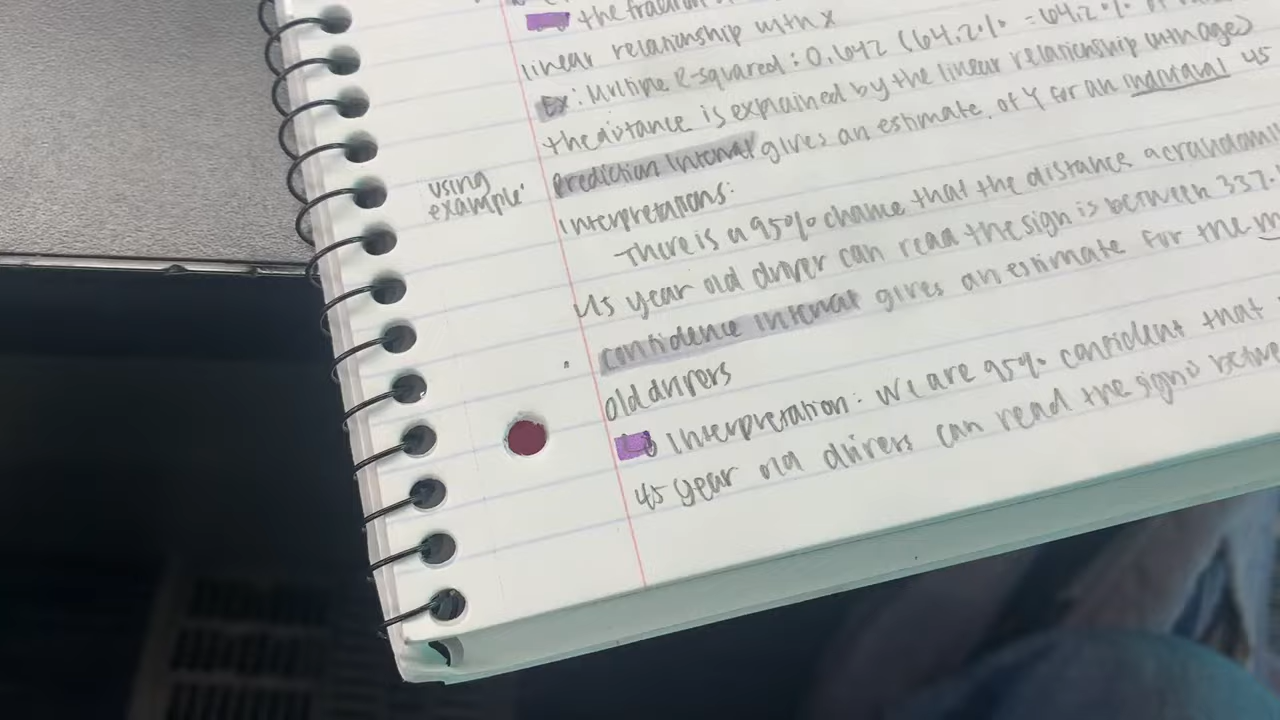 the fraction of
linear relationship with x
Ex: Multiple R-squared: 0.642 (64.2% = 64.2% of
the distance is explained by the linear relationship with age)
prediction interval gives an estimate of Y for an individual 45
using
example
Interpretations:
There is a 95% chance that the distance a randomly
45 year old driver can read the sign is between 337.
confidence interval gives an estimate for the m
old drivers
Interpretation: We are 95% confident that
45 year old drivers can read the sign is betwe